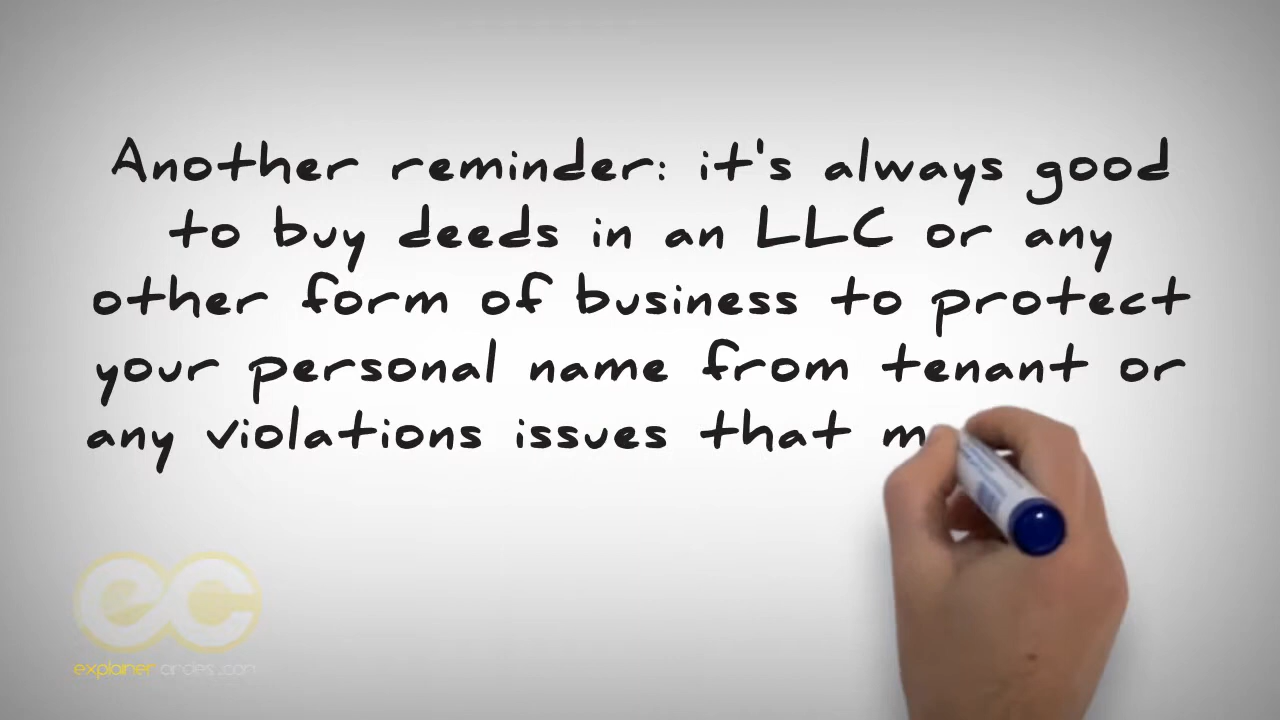 Another reminder: it's always good
to buy deeds in an LLC or any
other form of business to protect
your personal name from tenant or
any violations issues that m
ec
explainer circles.com